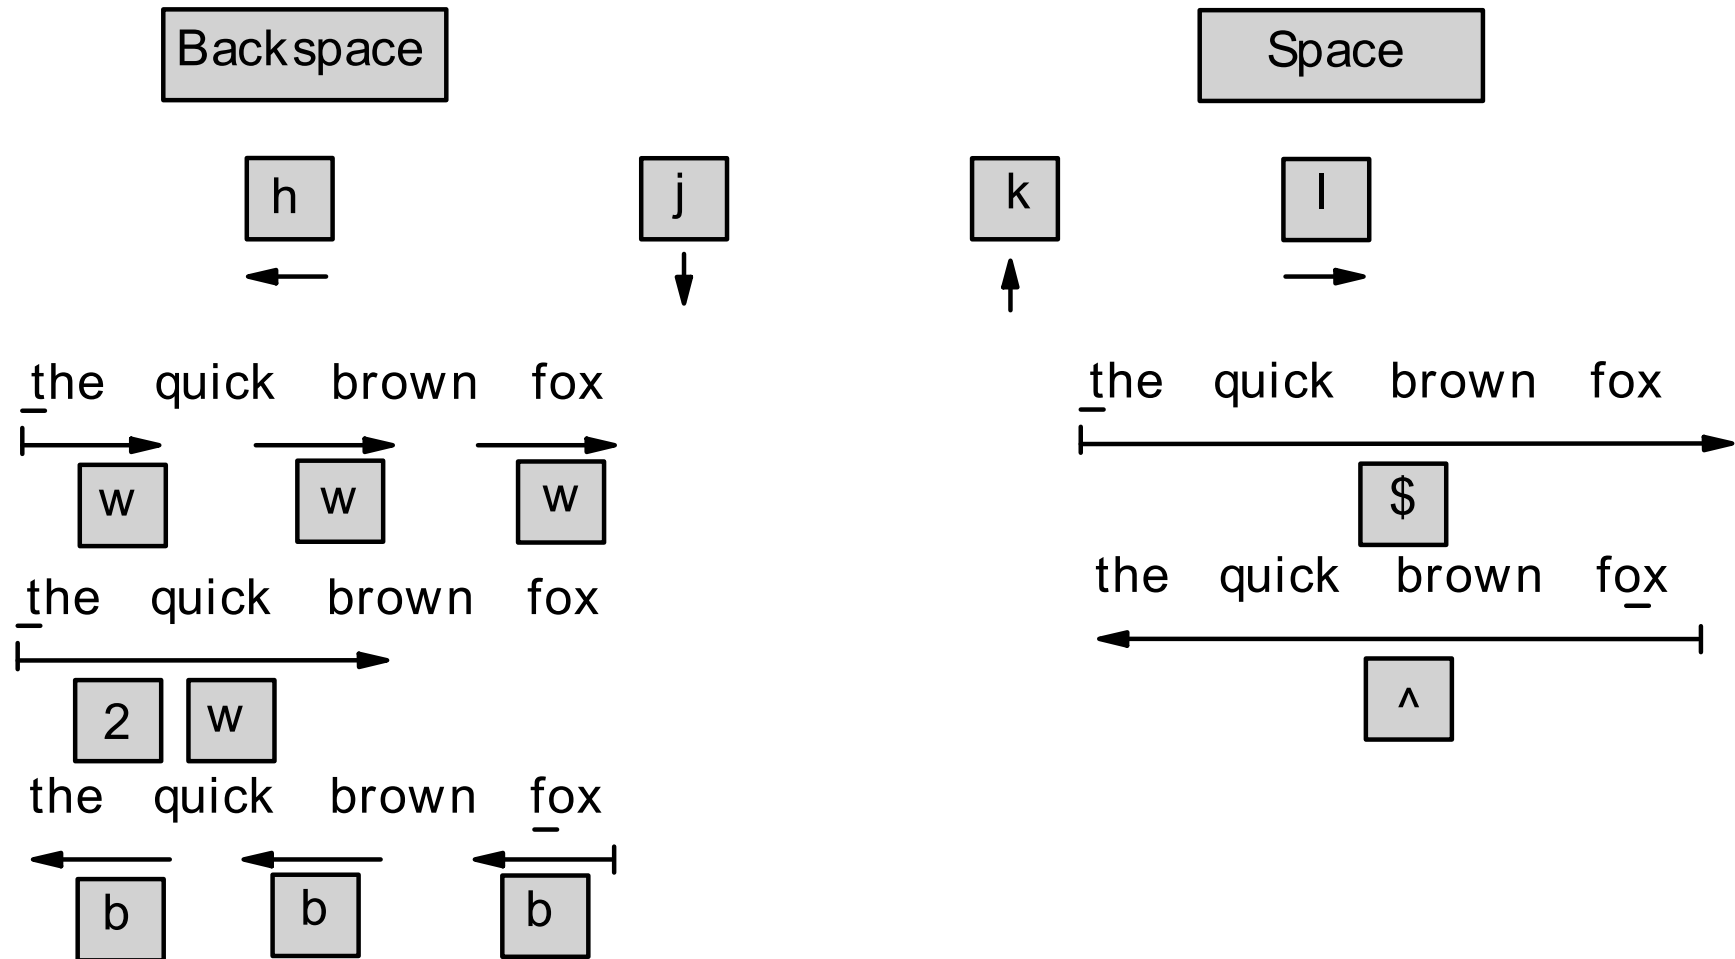 Backspace Space
h j k l
the quick brown fox the quick brown fox
w w w $
the quick brown fox
the quick brown fox
2 w ^
the quick brown fox
b b b